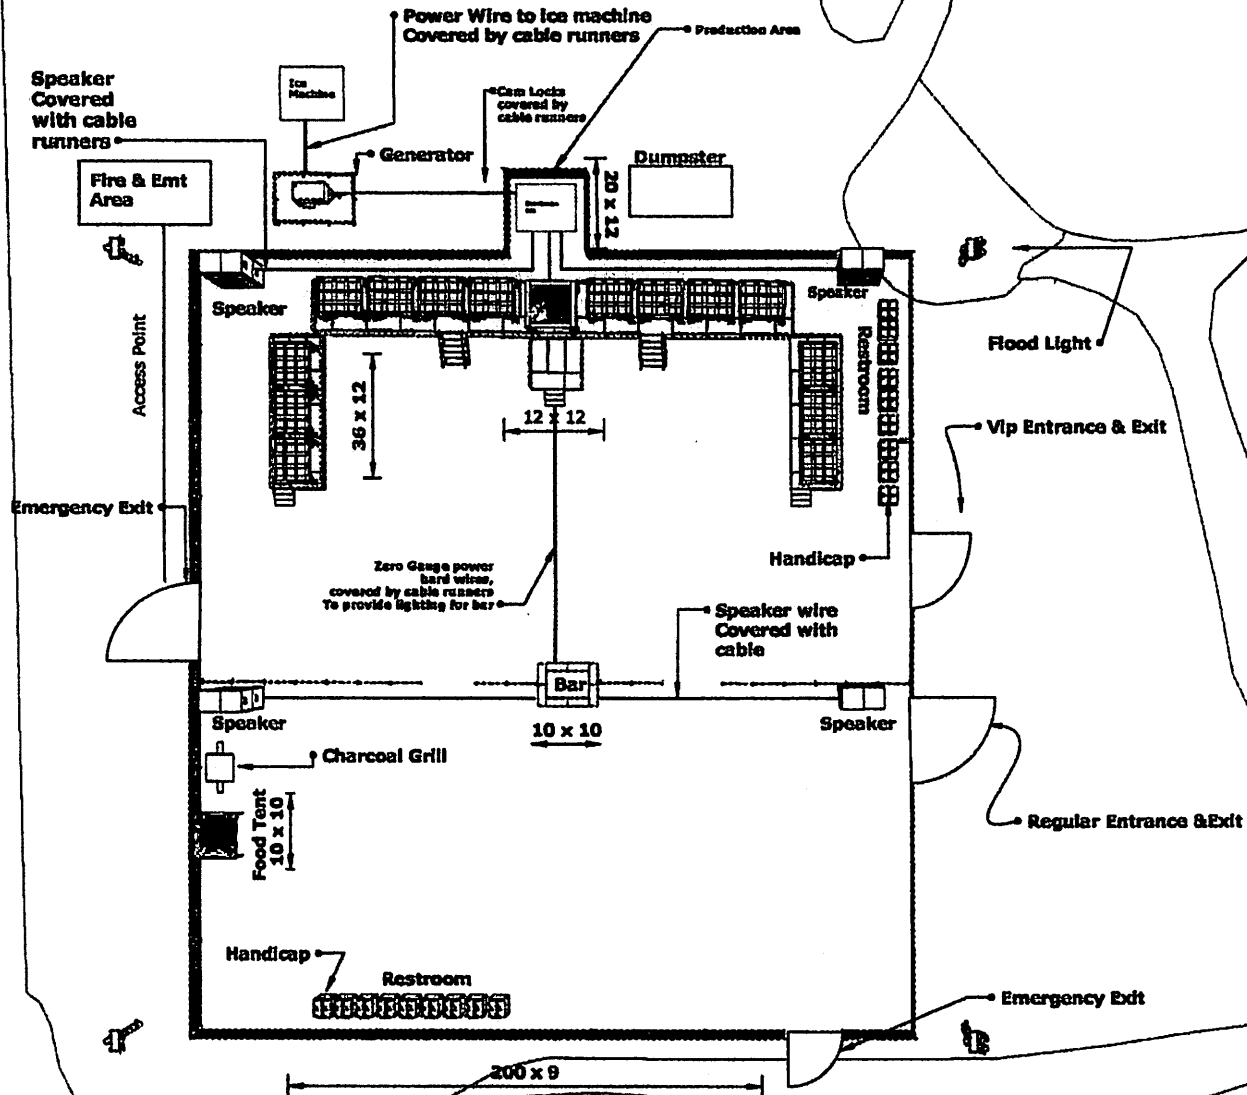 Power Wire to ice machine
Covered by cable runners
Production Area
Speaker
Covered
with cable
runners
Ice
Machine
Cam Locks
covered by
cable runners
Generator
Dumpster
Fire & Emt
Area
20 x 12
Speaker
Speaker
Access Point
Restroom
Flood Light
36 x 12
12 x 12
Vip Entrance & Exit
Emergency Exit
Handicap
Zero Gauge power
hard wires,
covered by cable runners
To provide lighting for bar
Speaker wire
Covered with
cable
Bar
Speaker
Speaker
10 x 10
Charcoal Grill
Food Tent
10 x 10
Regular Entrance &Exit
Handicap
Restroom
Emergency Exit
200 x 9